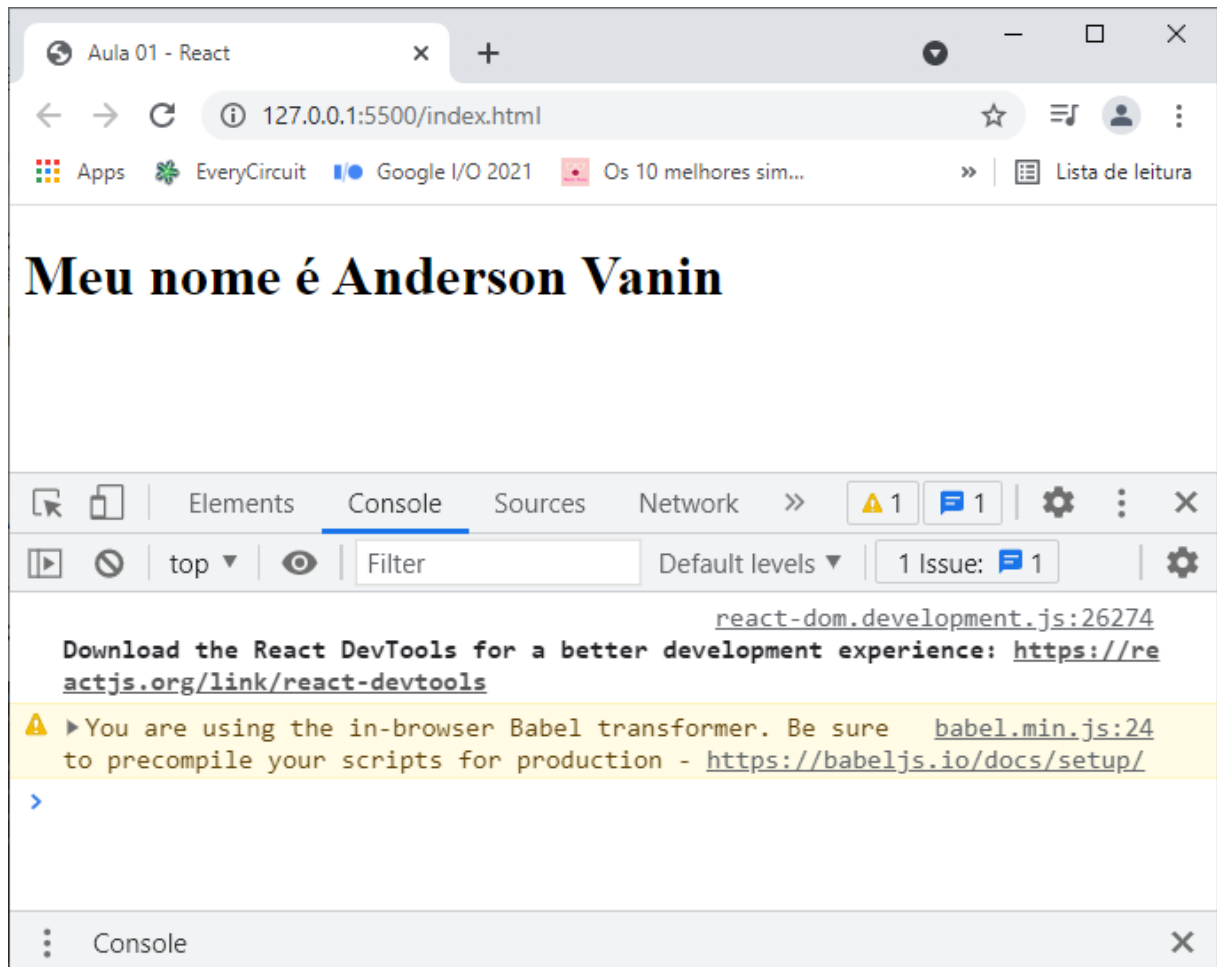 Aula 01 - React
127.0.0.1:5500/index.html
Apps EveryCircuit Google I/O 2021 Os 10 melhores sim... » Lista de leitura
Meu nome é Anderson Vanin
Elements Console Sources Network » 1 1
top Filter Default levels 1 Issue: 1
react-dom.development.js:26274
Download the React DevTools for a better development experience: https://re
actjs.org/link/react-devtools
You are using the in-browser Babel transformer. Be sure babel.min.js:24
to precompile your scripts for production - https://babeljs.io/docs/setup/
Console